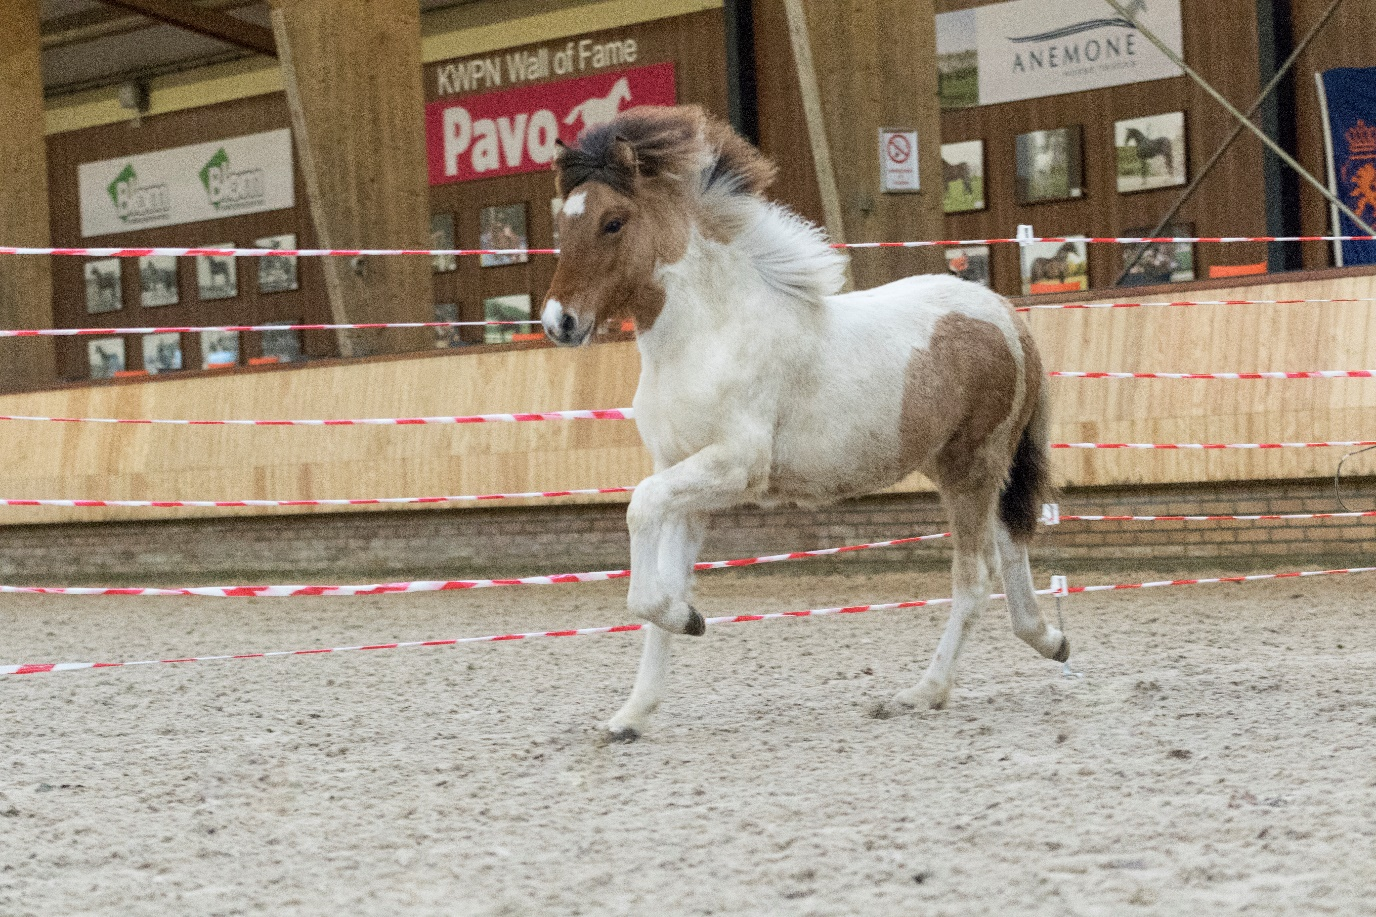 KWPN Wall of Fame
Pavo
Blom
Blom
ANEMONE